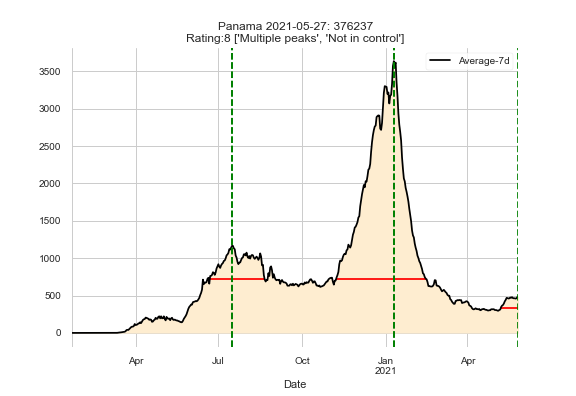 Panama 2021-05-27: 376237
Rating:8 ['Multiple peaks', 'Not in control']
Average-7d
3500
3000
2500
2000
1500
1000
500
0
Apr Jul Oct Jan Apr
2021
Date